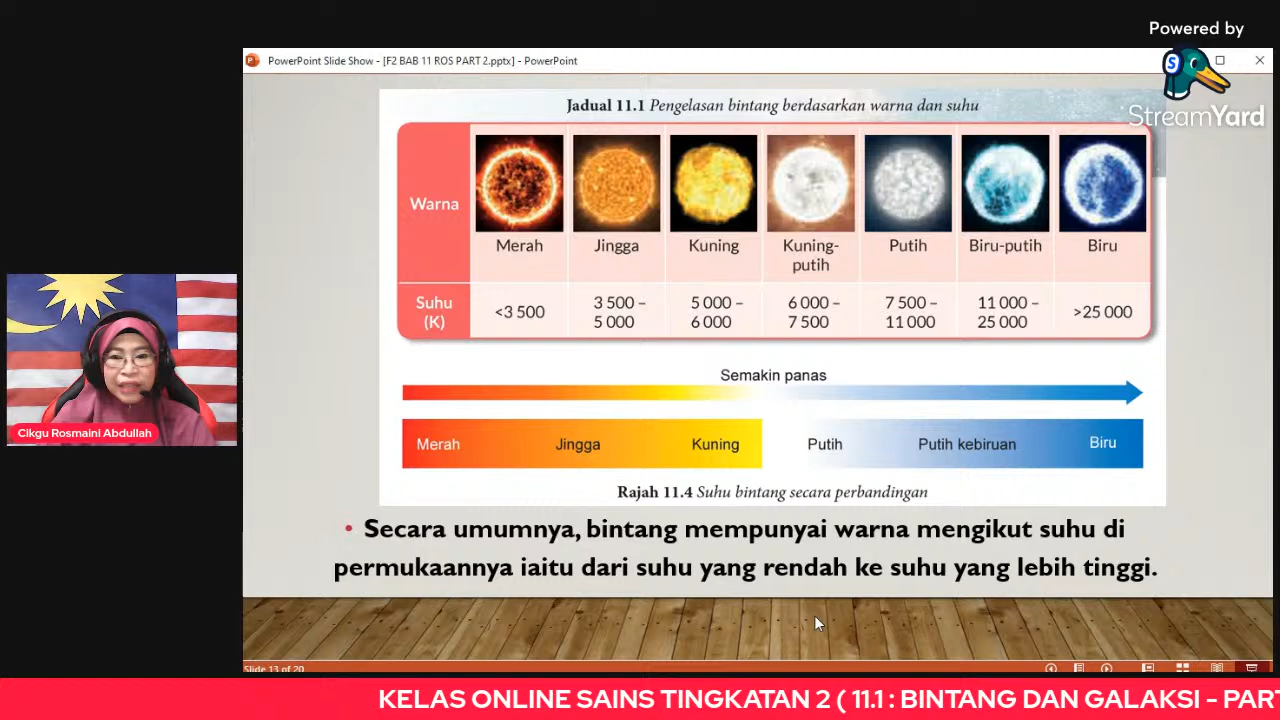 Powered by
StreamYard
PowerPoint Slide Show - [F2 BAB 11 ROS PART 2.pptx] - PowerPoint
Jadual 11.1 Pengelasan bintang berdasarkan warna dan suhu
Warna
Merah
Jingga
Kuning
Kuning-
putih
Putih
Biru-putih
Biru
Suhu
(K)
<3 500
3 500 –
5 000
5 000 –
6 000
6 000 –
7 500
7 500 –
11 000
11 000 –
25 000
>25 000
Semakin panas
Merah Jingga Kuning Putih Putih kebiruan Biru
Rajah 11.4 Suhu bintang secara perbandingan
• Secara umumnya, bintang mempunyai warna mengikut suhu di
permukaannya iaitu dari suhu yang rendah ke suhu yang lebih tinggi.
Cikgu Rosmaini Abdullah
Slide 13 of 20
KELAS ONLINE SAINS TINGKATAN 2 ( 11.1 : BINTANG DAN GALAKSI - PART